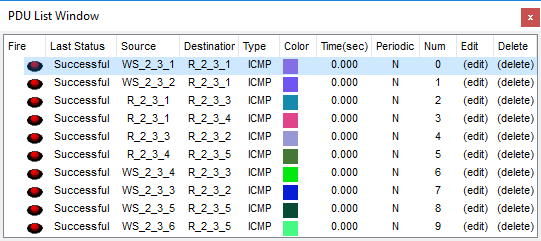 PDU List Window
x
Fire Last Status Source Destination Type Color Time(sec) Periodic Num Edit Delete
Successful WS_2_3_1 R_2_3_1 ICMP 0.000 N 0 (edit) (delete)
Successful WS_2_3_2 R_2_3_1 ICMP 0.000 N 1 (edit) (delete)
Successful R_2_3_1 R_2_3_3 ICMP 0.000 N 2 (edit) (delete)
Successful R_2_3_1 R_2_3_4 ICMP 0.000 N 3 (edit) (delete)
Successful R_2_3_3 R_2_3_2 ICMP 0.000 N 4 (edit) (delete)
Successful R_2_3_4 R_2_3_5 ICMP 0.000 N 5 (edit) (delete)
Successful WS_2_3_4 R_2_3_3 ICMP 0.000 N 6 (edit) (delete)
Successful WS_2_3_3 R_2_3_2 ICMP 0.000 N 7 (edit) (delete)
Successful WS_2_3_5 R_2_3_5 ICMP 0.000 N 8 (edit) (delete)
Successful WS_2_3_6 R_2_3_5 ICMP 0.000 N 9 (edit) (delete)